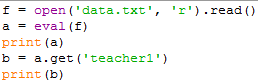 f = open('data.txt', 'r').read()
a = eval(f)
print(a)
b = a.get('teacher1')
print(b)